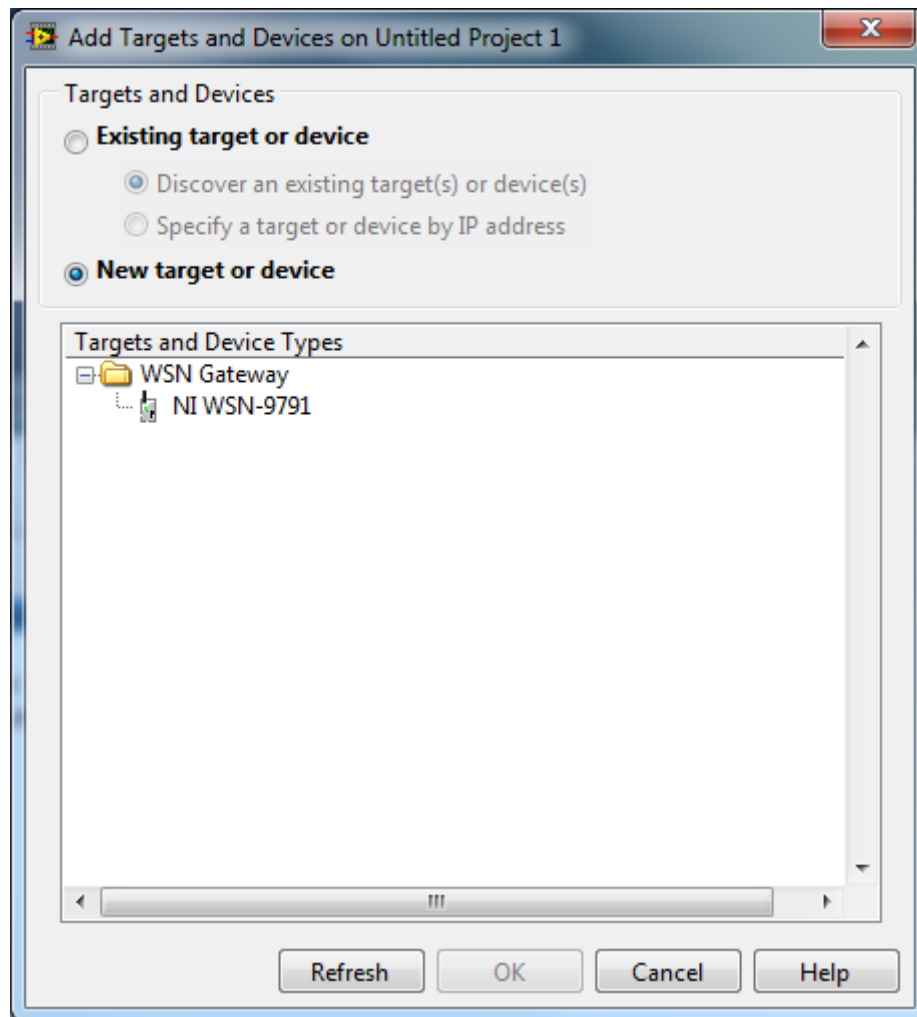 Add Targets and Devices on Untitled Project 1
Targets and Devices
Existing target or device
Discover an existing target(s) or device(s)
Specify a target or device by IP address
New target or device
Targets and Device Types
WSN Gateway
NI WSN-9791
Refresh OK Cancel Help